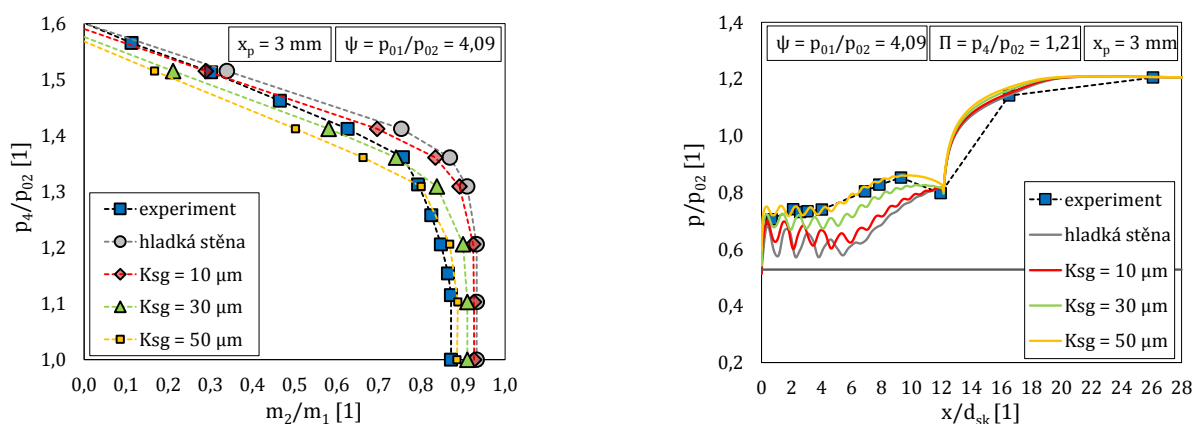 p₄/p₀₂ [1]
1,6
1,5
1,4
1,3
1,2
1,1
1,0
xₚ = 3 mm
ψ = p₀₁/p₀₂ = 4,09
experiment
hladká stěna
Ksg = 10 µm
Ksg = 30 µm
Ksg = 50 µm
0,0 0,1 0,2 0,3 0,4 0,5 0,6 0,7 0,8 0,9 1,0
m₂/m₁ [1]
p/p₀₂ [1]
1,4
1,2
1,0
0,8
0,6
0,4
0,2
ψ = p₀₁/p₀₂ = 4,09
Π = p₄/p₀₂ = 1,21
xₚ = 3 mm
experiment
hladká stěna
Ksg = 10 µm
Ksg = 30 µm
Ksg = 50 µm
0 2 4 6 8 10 12 14 16 18 20 22 24 26 28
x/dₛₖ [1]